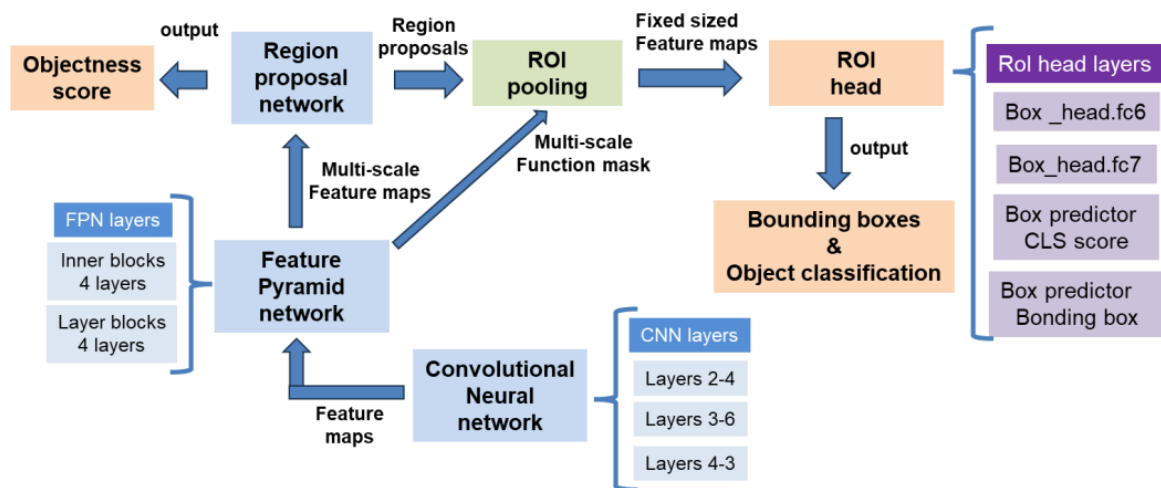 output
Objectness
score
Region
proposal
network
Region
proposals
ROI
pooling
Fixed sized
Feature maps
ROI
head
RoI head layers
Box _head.fc6
Box_head.fc7
Box predictor
CLS score
Box predictor
Bonding box
output
Bounding boxes
&
Object classification
Multi-scale
Feature maps
Multi-scale
Function mask
FPN layers
Inner blocks
4 layers
Layer blocks
4 layers
Feature
Pyramid
network
Feature
maps
Convolutional
Neural
network
CNN layers
Layers 2-4
Layers 3-6
Layers 4-3